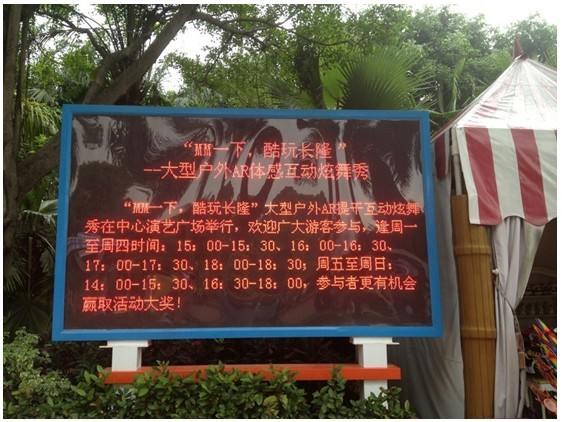 “MM一下，酷玩长隆”
--大型户外AR体感互动炫舞秀
“MM一下，酷玩长隆”大型户外AR提干互动炫舞
秀在中心演艺广场举行，欢迎广大游客参与，逢周一
至周四时间：15：00-15：30、16：00-16：30、
17：00-17：30、18：00-18：30；周五至周日：
14：00-15：30、16：30-18：00，参与者更有机会
赢取活动大奖！